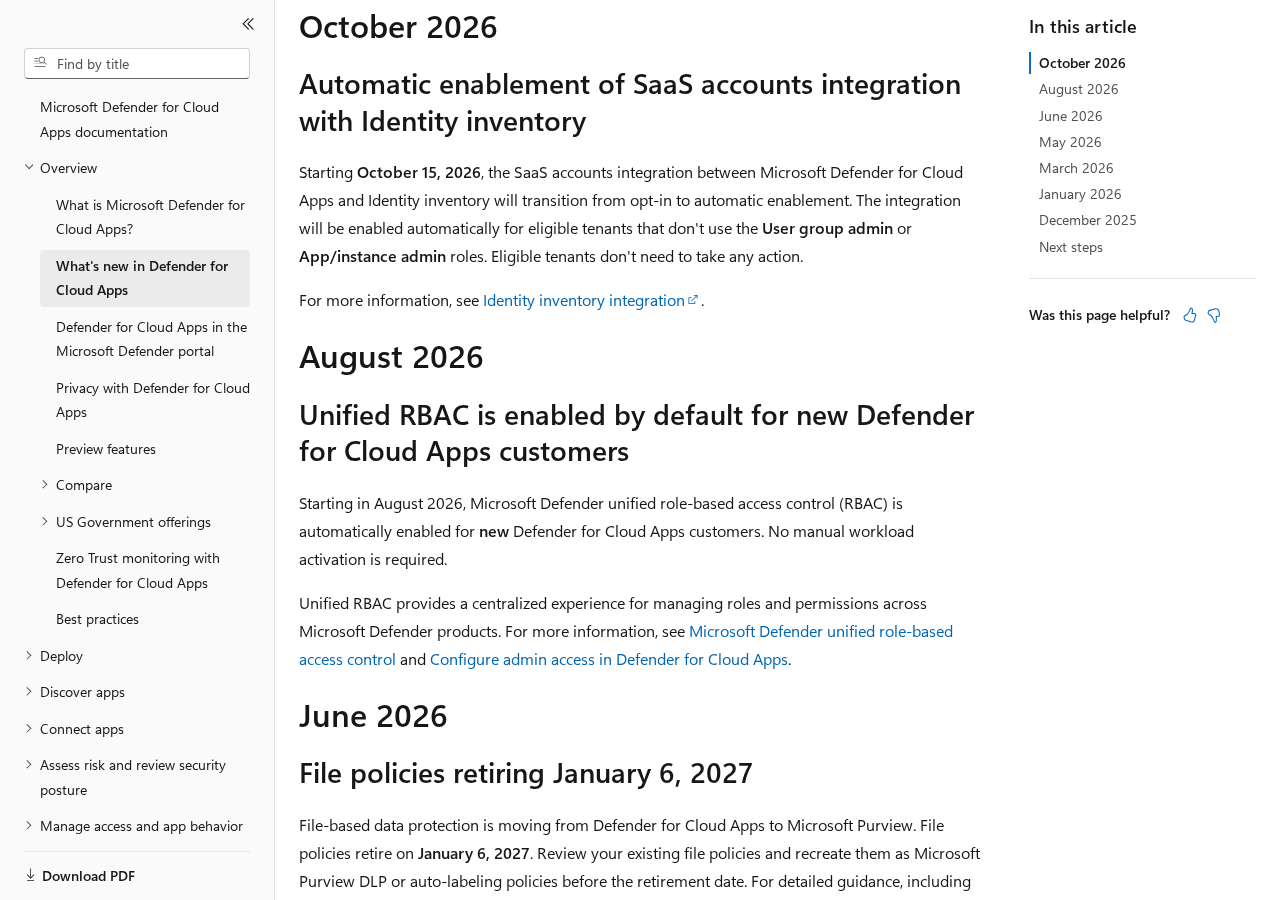 Find by title
Microsoft Defender for Cloud
Apps documentation
Overview
What is Microsoft Defender for
Cloud Apps?
What's new in Defender for
Cloud Apps
Defender for Cloud Apps in the
Microsoft Defender portal
Privacy with Defender for Cloud
Apps
Preview features
Compare
US Government offerings
Zero Trust monitoring with
Defender for Cloud Apps
Best practices
Deploy
Discover apps
Connect apps
Assess risk and review security
posture
Manage access and app behavior
Download PDF
October 2026
Automatic enablement of SaaS accounts integration
with Identity inventory
Starting October 15, 2026, the SaaS accounts integration between Microsoft Defender for Cloud
Apps and Identity inventory will transition from opt-in to automatic enablement. The integration
will be enabled automatically for eligible tenants that don't use the User group admin or
App/instance admin roles. Eligible tenants don't need to take any action.
For more information, see Identity inventory integration.
August 2026
Unified RBAC is enabled by default for new Defender
for Cloud Apps customers
Starting in August 2026, Microsoft Defender unified role-based access control (RBAC) is
automatically enabled for new Defender for Cloud Apps customers. No manual workload
activation is required.
Unified RBAC provides a centralized experience for managing roles and permissions across
Microsoft Defender products. For more information, see Microsoft Defender unified role-based
access control and Configure admin access in Defender for Cloud Apps.
June 2026
File policies retiring January 6, 2027
File-based data protection is moving from Defender for Cloud Apps to Microsoft Purview. File
policies retire on January 6, 2027. Review your existing file policies and recreate them as Microsoft
Purview DLP or auto-labeling policies before the retirement date. For detailed guidance, including
In this article
October 2026
August 2026
June 2026
May 2026
March 2026
January 2026
December 2025
Next steps
Was this page helpful?